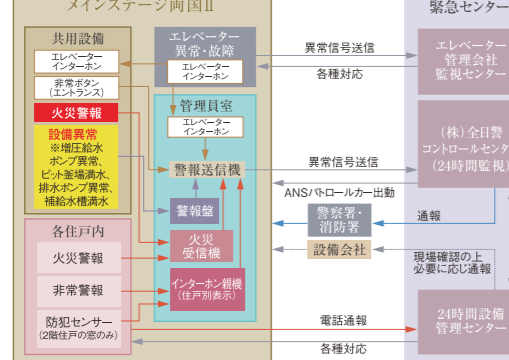 メインステージ両国Ⅱ
緊急センター
共用設備
エレベーター
インターホン
非常ボタン
(エントランス)
火災警報
設備異常
※増圧給水
ポンプ異常、
ピット釜場満水、
排水ポンプ異常、
補給水槽満水
各住戸内
火災警報
非常警報
防犯センサー
(2階住戸の窓のみ)
エレベーター
異常・故障
エレベーター
インターホン
管理員室
エレベーター
インターホン
警報送信機
警報盤
火災
受信機
インターホン親機
(住戸別表示)
異常信号送信
各種対応
異常信号送信
ANSパトロールカー出動
警察署・
消防署
通報
設備会社
現場確認の上
必要に応じ通報
電話通報
各種対応
エレベーター
管理会社
監視センター
(株)全日警
コントロールセンター
(24時間監視)
24時間設備
管理センター